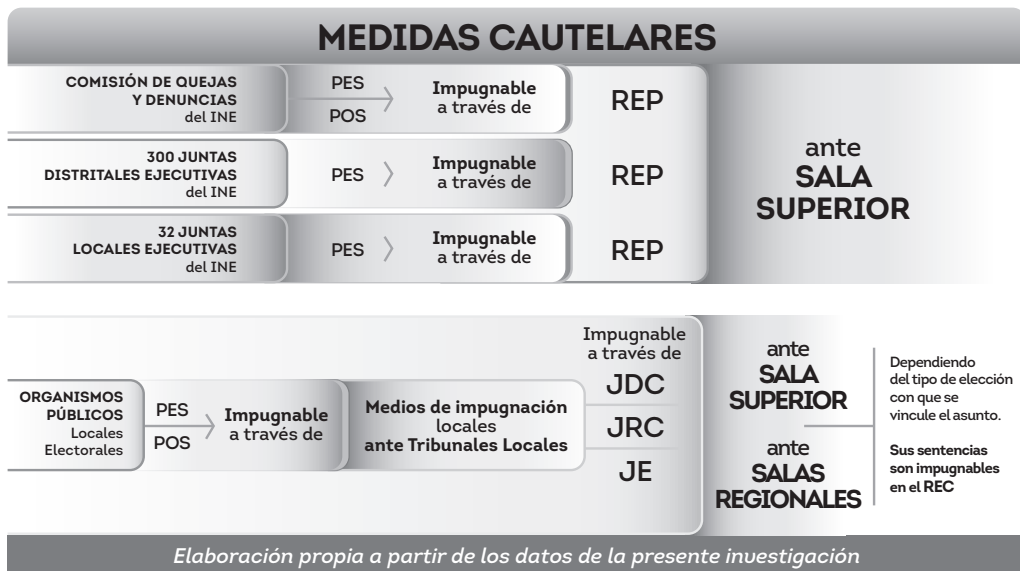 MEDIDAS CAUTELARES
COMISIÓN DE QUEJAS
Y DENUNCIAS
del INE
PES
POS
Impugnable
a través de
REP
300 JUNTAS
DISTRITALES EJECUTIVAS
del INE
PES
Impugnable
a través de
REP
32 JUNTAS
LOCALES EJECUTIVAS
del INE
PES
Impugnable
a través de
REP
ante
SALA
SUPERIOR
ORGANISMOS
PÚBLICOS
Locales
Electorales
PES
POS
Impugnable
a través de
Medios de impugnación
locales
ante Tribunales Locales
Impugnable
a través de
JDC
JRC
JE
ante
SALA
SUPERIOR
ante
SALAS
REGIONALES
Dependiendo
del tipo de elección
con que se
vincule el asunto.
Sus sentencias
son impugnables
en el REC
Elaboración propia a partir de los datos de la presente investigación